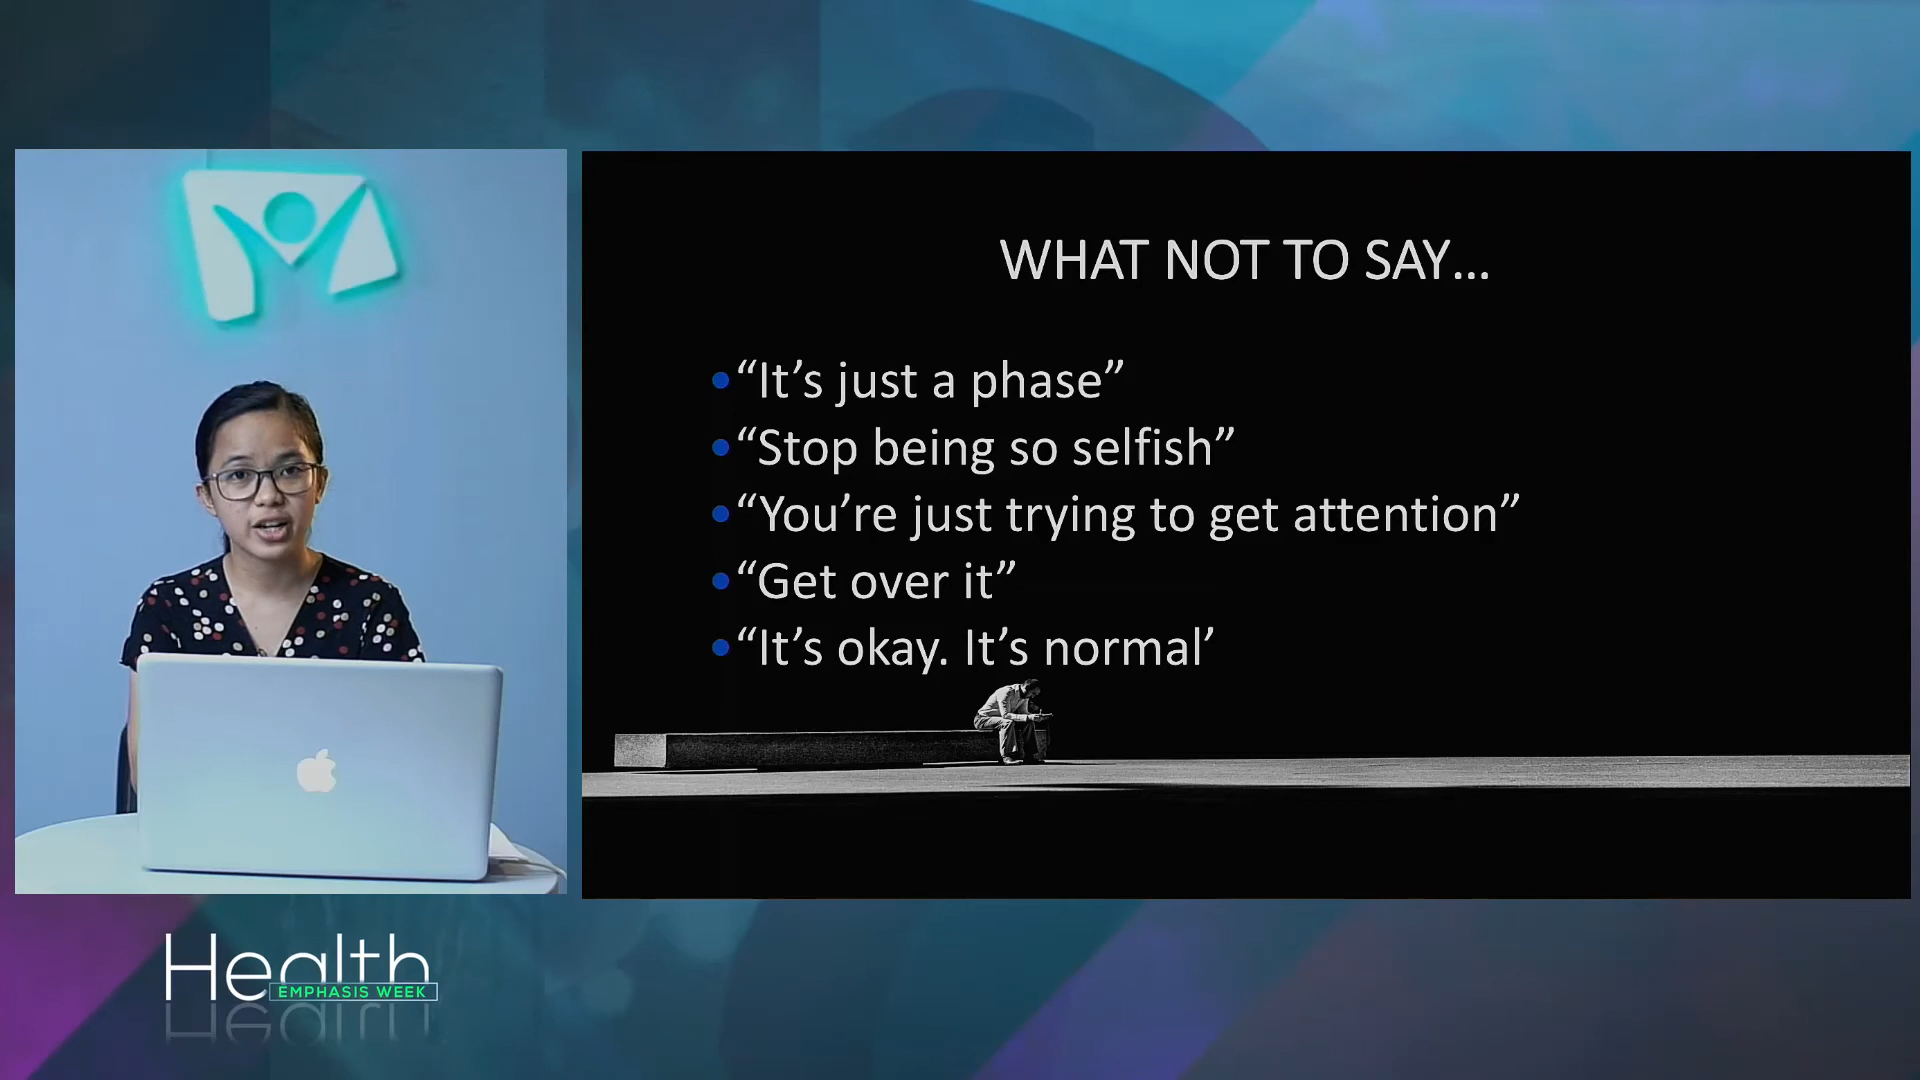 WHAT NOT TO SAY...
• “It’s just a phase”
• “Stop being so selfish”
• “You’re just trying to get attention”
• “Get over it”
• “It’s okay. It’s normal’
Health
EMPHASIS WEEK